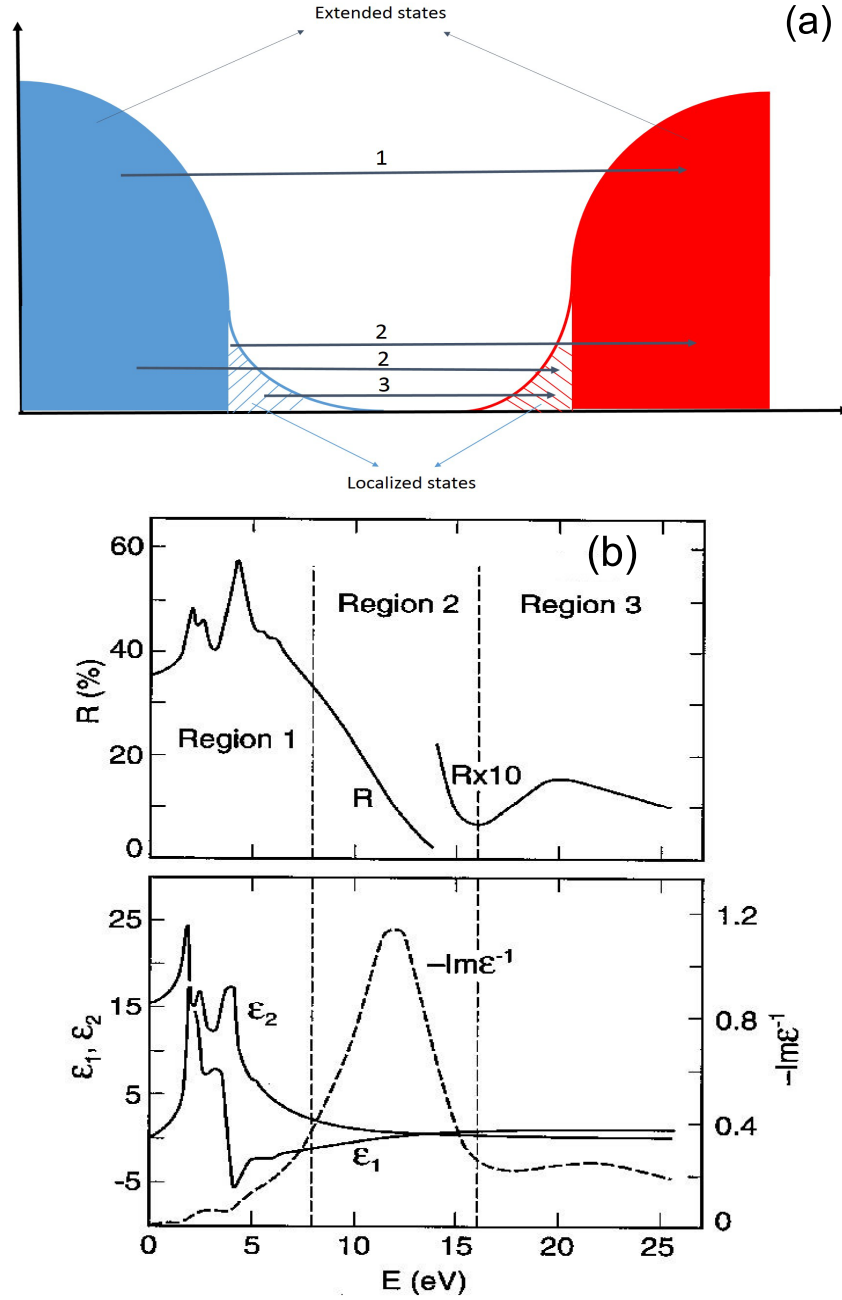 Extended states
(a)
1
2
2
3
Localized states
(b)
60
40
20
0
R (%)
Region 1
Region 2
Region 3
R
Rx10
25
15
5
-5
ε₁, ε₂
ε₂
ε₁
–Imε⁻¹
1.2
0.8
0.4
0
–Imε⁻¹
0 5 10 15 20 25
E (eV)